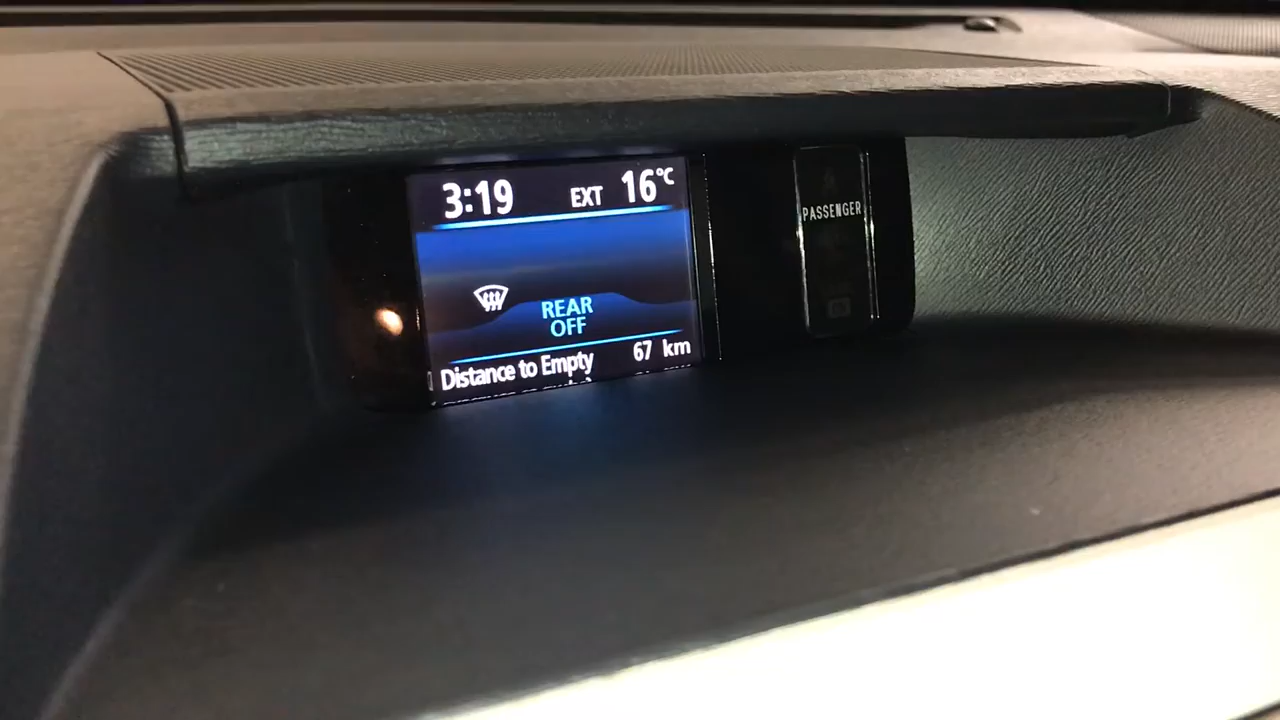 3:19 EXT 16°C
REAR
OFF
Distance to Empty 67 km
PASSENGER